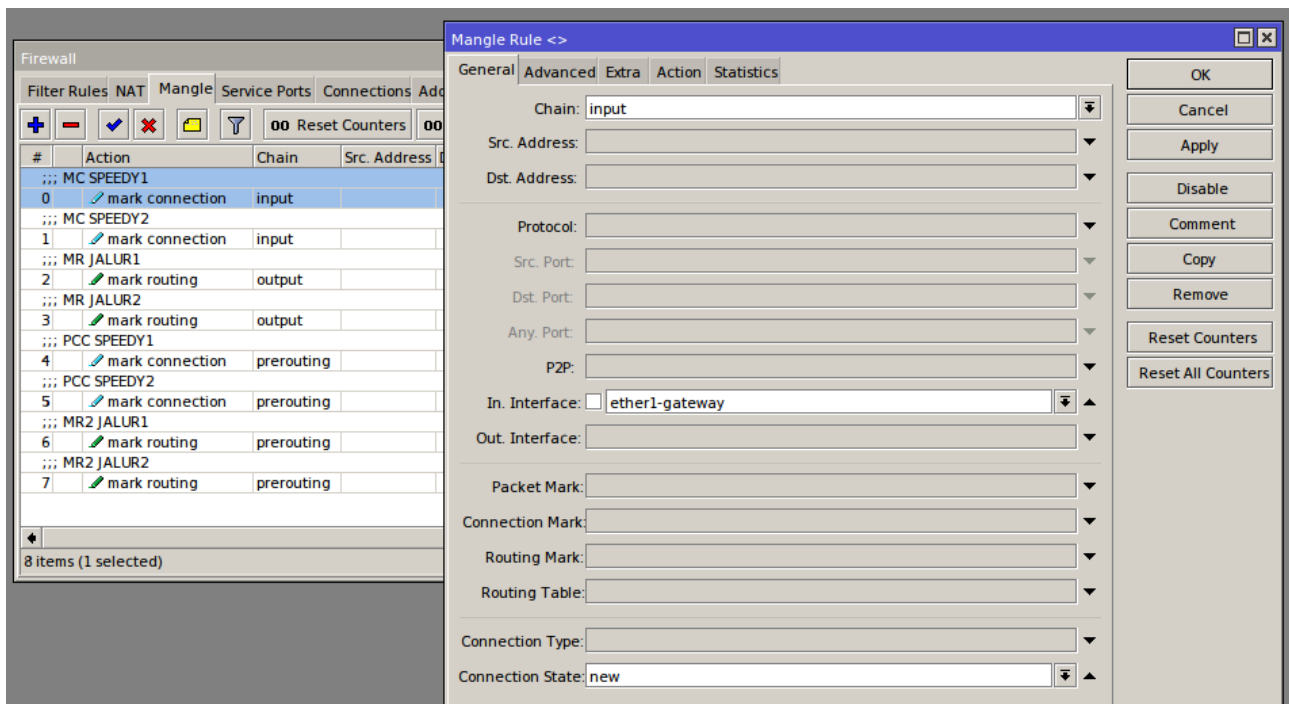 Firewall
Filter Rules NAT Mangle Service Ports Connections
00 Reset Counters 00
# Action Chain Src. Address
;;; MC SPEEDY1
0 mark connection input
;;; MC SPEEDY2
1 mark connection input
;;; MR JALUR1
2 mark routing output
;;; MR JALUR2
3 mark routing output
;;; PCC SPEEDY1
4 mark connection prerouting
;;; PCC SPEEDY2
5 mark connection prerouting
;;; MR2 JALUR1
6 mark routing prerouting
;;; MR2 JALUR2
7 mark routing prerouting
8 items (1 selected)
Mangle Rule <>
General Advanced Extra Action Statistics
Chain: input
Src. Address:
Dst. Address:
Protocol:
Src. Port:
Dst. Port:
Any. Port:
P2P:
In. Interface: ether1-gateway
Out. Interface:
Packet Mark:
Connection Mark:
Routing Mark:
Routing Table:
Connection Type:
Connection State: new
OK
Cancel
Apply
Disable
Comment
Copy
Remove
Reset Counters
Reset All Counters